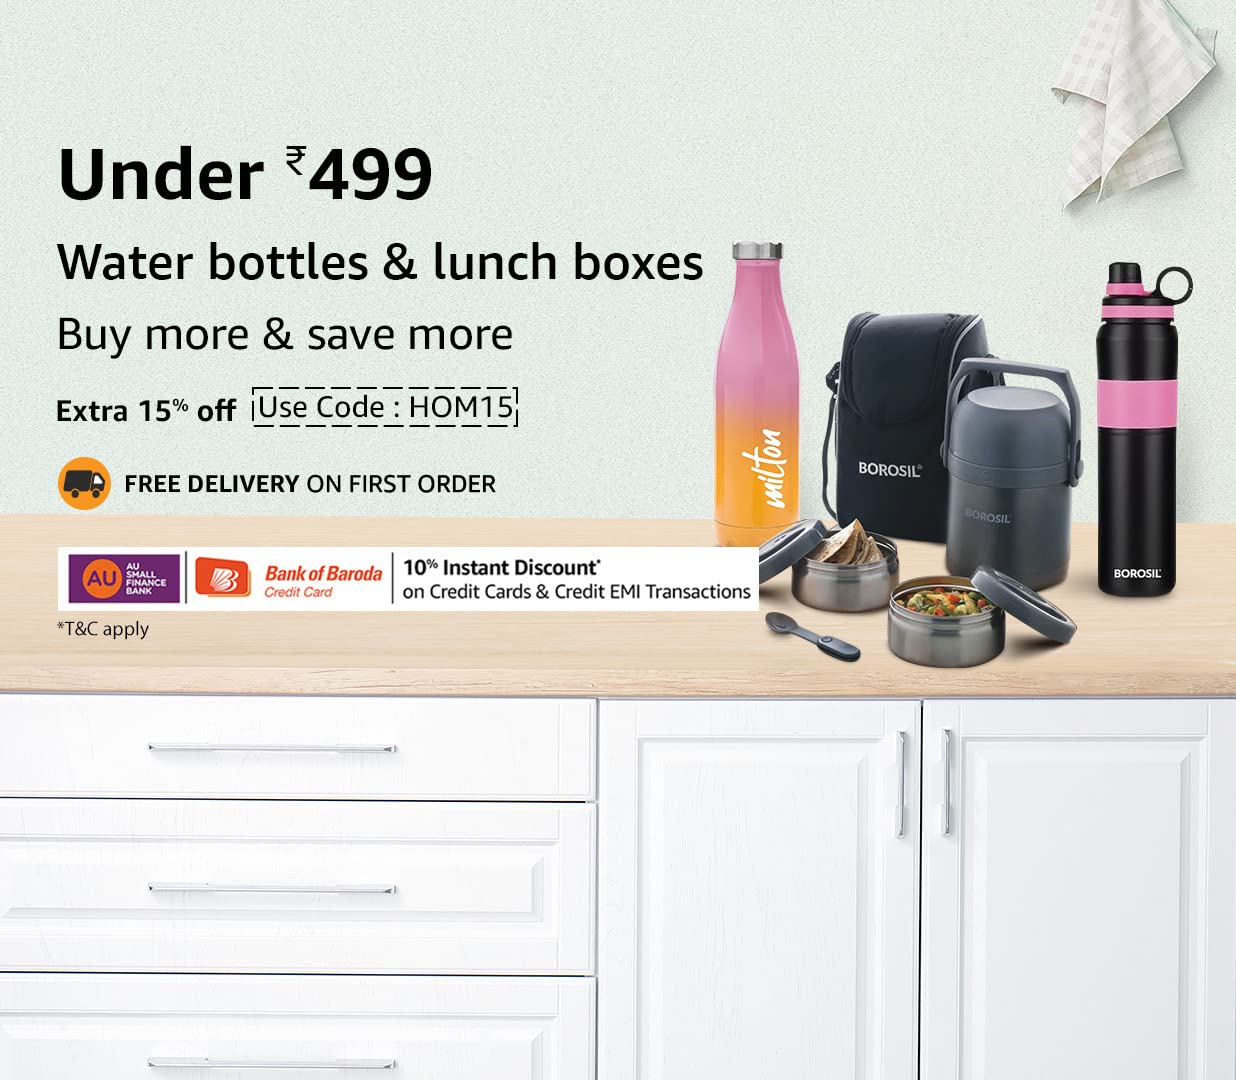 Under ₹499
Water bottles & lunch boxes
Buy more & save more
Extra 15% off Use Code : HOM15
FREE DELIVERY ON FIRST ORDER
AU
AU
SMALL
FINANCE
BANK
Bank of Baroda
Credit Card
10% Instant Discount*
on Credit Cards & Credit EMI Transactions
*T&C apply
milton
BOROSIL®
BOROSIL
BOROSIL